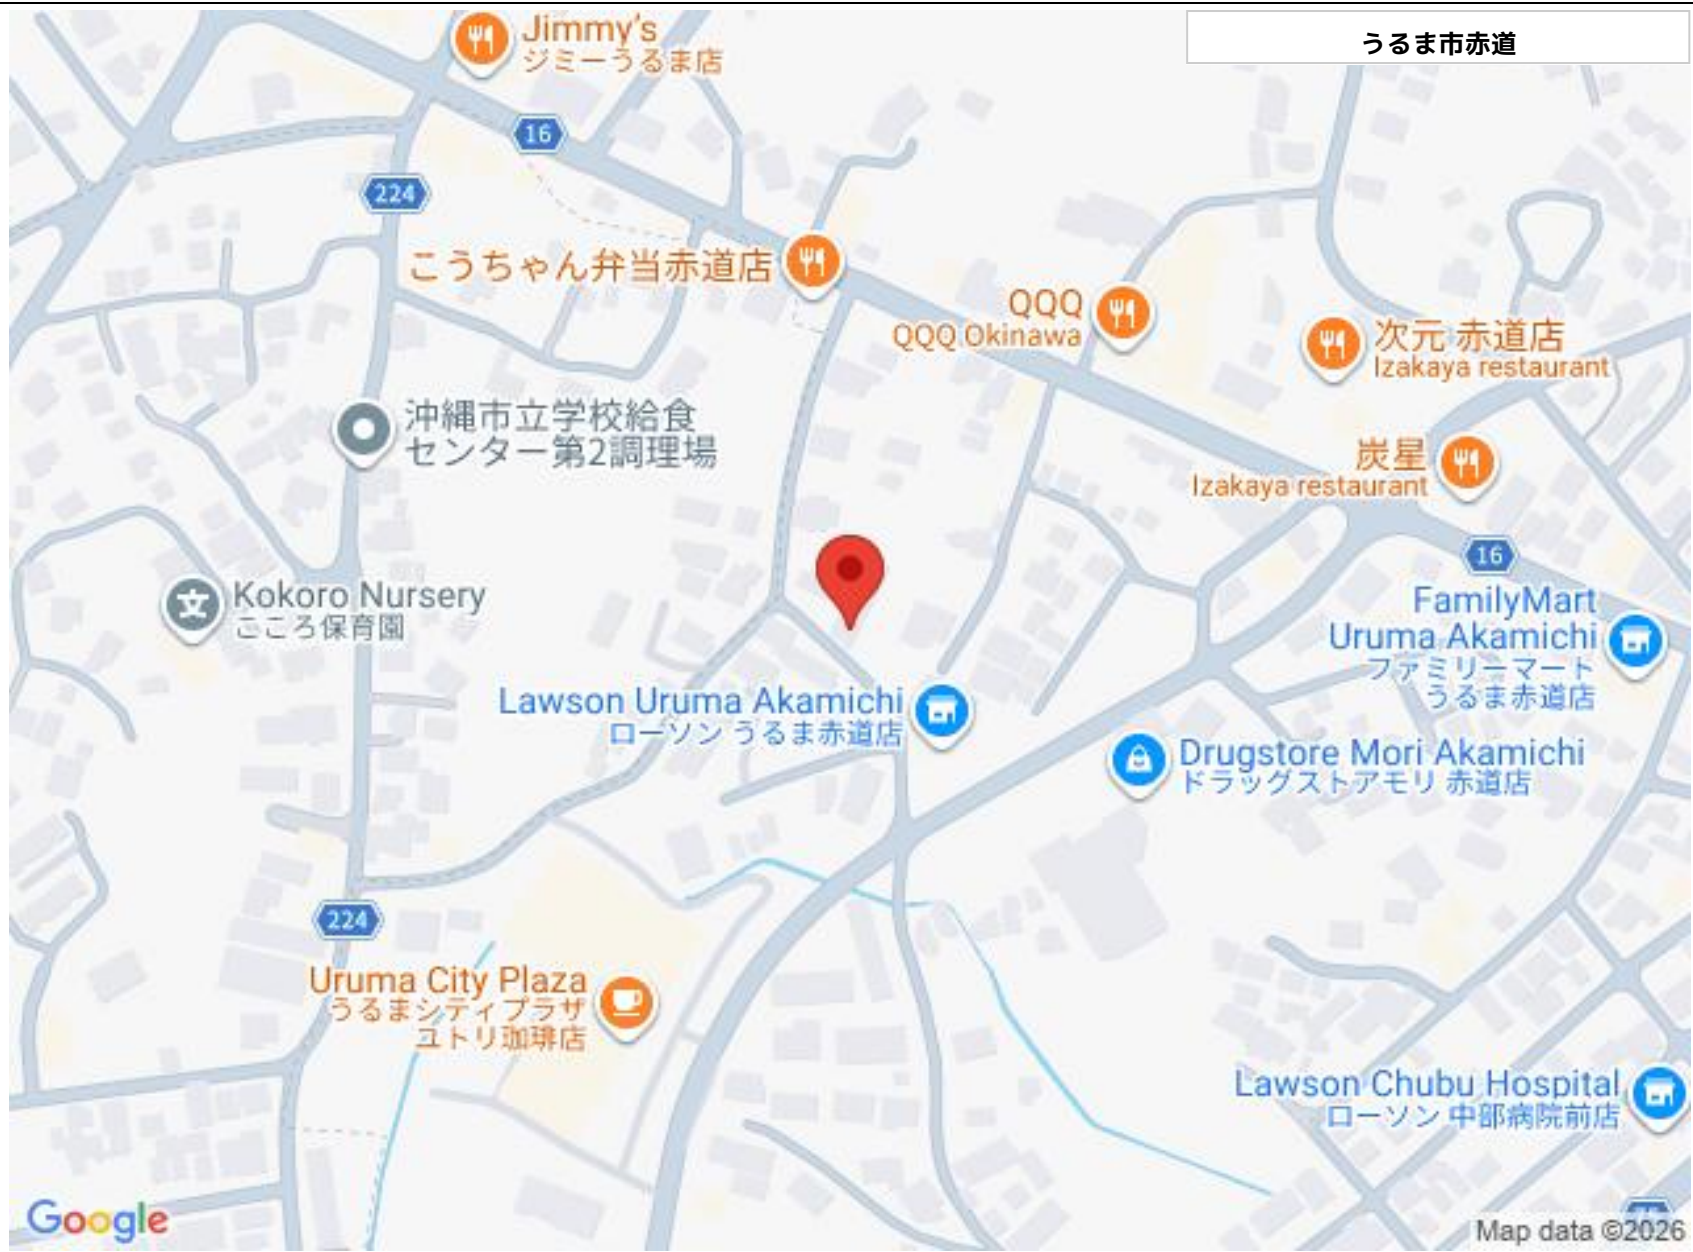 うるま市赤道
Jimmy's
ジミーうるま店
16
224
こうちゃん弁当赤道店
QQQ
QQQ Okinawa
次元 赤道店
Izakaya restaurant
沖縄市立学校給食
センター第2調理場
炭星
Izakaya restaurant
16
Kokoro Nursery
こころ保育園
FamilyMart
Uruma Akamichi
ファミリーマート
うるま赤道店
Lawson Uruma Akamichi
ローソン うるま赤道店
Drugstore Mori Akamichi
ドラッグストアモリ 赤道店
224
Uruma City Plaza
うるまシティプラザ
ユトリ珈琲店
Lawson Chubu Hospital
ローソン 中部病院前店
Google
Map data ©2026